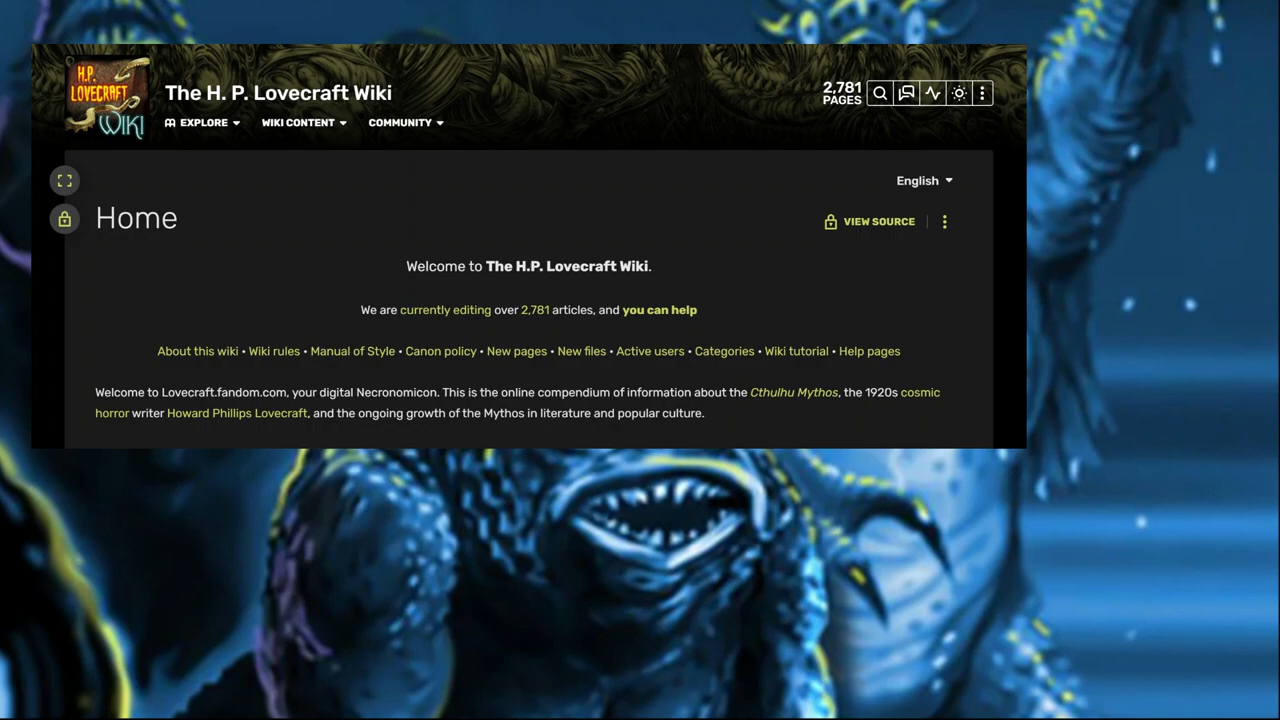 H.P.
LOVECRAFT
WIKI
The H. P. Lovecraft Wiki
2,781
PAGES
EXPLORE
WIKI CONTENT
COMMUNITY
English
Home
VIEW SOURCE
Welcome to The H.P. Lovecraft Wiki.
We are currently editing over 2,781 articles, and you can help
About this wiki • Wiki rules • Manual of Style • Canon policy • New pages • New files • Active users • Categories • Wiki tutorial • Help pages
Welcome to Lovecraft.fandom.com, your digital Necronomicon. This is the online compendium of information about the Cthulhu Mythos, the 1920s cosmic
horror writer Howard Phillips Lovecraft, and the ongoing growth of the Mythos in literature and popular culture.